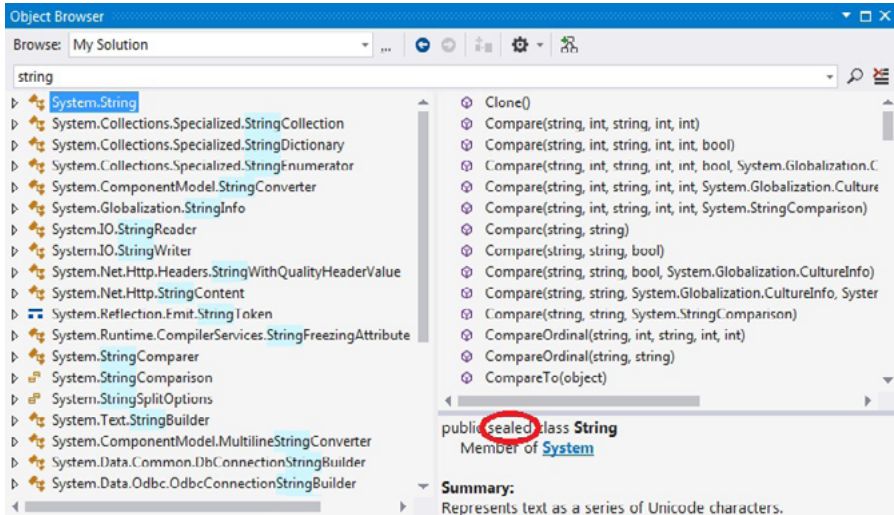 Object Browser
Browse: My Solution ...
string
System.String
System.Collections.Specialized.StringCollection
System.Collections.Specialized.StringDictionary
System.Collections.Specialized.StringEnumerator
System.ComponentModel.StringConverter
System.Globalization.StringInfo
System.IO.StringReader
System.IO.StringWriter
System.Net.Http.Headers.StringWithQualityHeaderValue
System.Net.Http.StringContent
System.Reflection.Emit.StringToken
System.Runtime.CompilerServices.StringFreezingAttribute
System.StringComparer
System.StringComparison
System.StringSplitOptions
System.Text.StringBuilder
System.ComponentModel.MultilineStringConverter
System.Data.Common.DbConnectionStringBuilder
System.Data.Odbc.OdbcConnectionStringBuilder
Clone()
Compare(string, int, string, int, int)
Compare(string, int, string, int, int, bool)
Compare(string, int, string, int, int, bool, System.Globalization.C
Compare(string, int, string, int, int, System.Globalization.Culture
Compare(string, int, string, int, int, System.StringComparison)
Compare(string, string)
Compare(string, string, bool)
Compare(string, string, bool, System.Globalization.CultureInfo)
Compare(string, string, System.Globalization.CultureInfo, System
Compare(string, string, System.StringComparison)
CompareOrdinal(string, int, string, int, int)
CompareOrdinal(string, string)
CompareTo(object)
public sealed class String
Member of System
Summary:
Represents text as a series of Unicode characters.